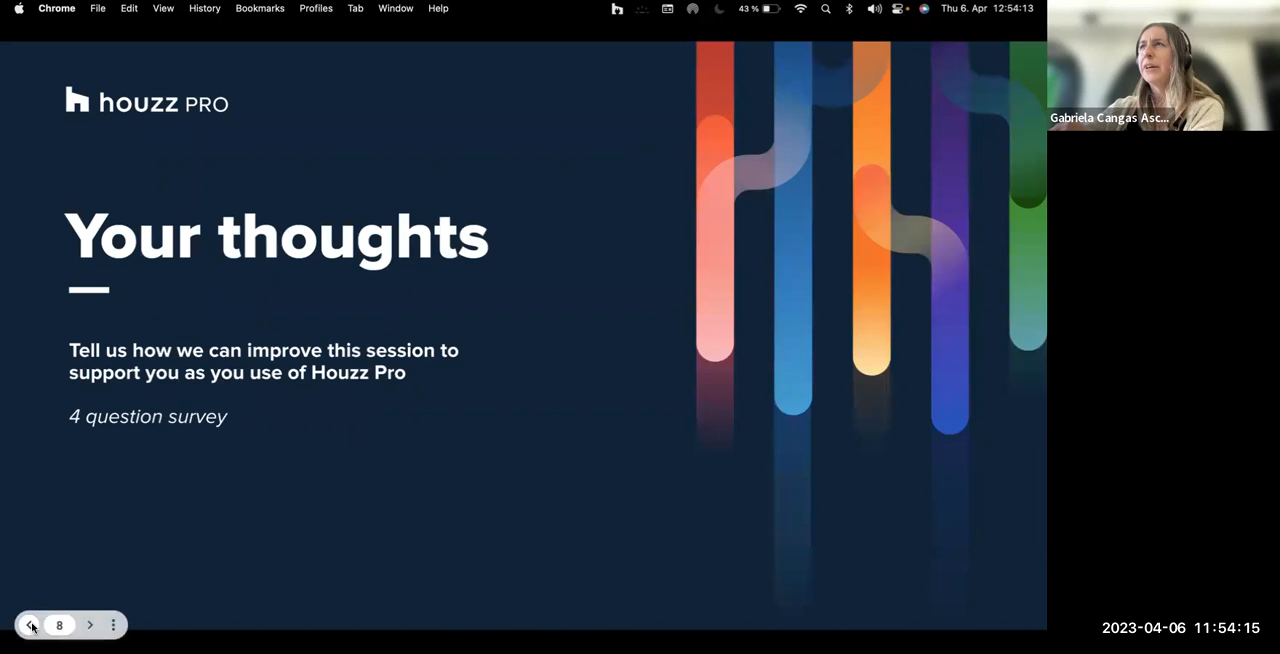 Chrome File Edit View History Bookmarks Profiles Tab Window Help 43 % Thu 6. Apr 12:54:13
Gabriela Cangas Asc...
houzz PRO
Your thoughts
Tell us how we can improve this session to
support you as you use of Houzz Pro
4 question survey
8
2023-04-06 11:54:15